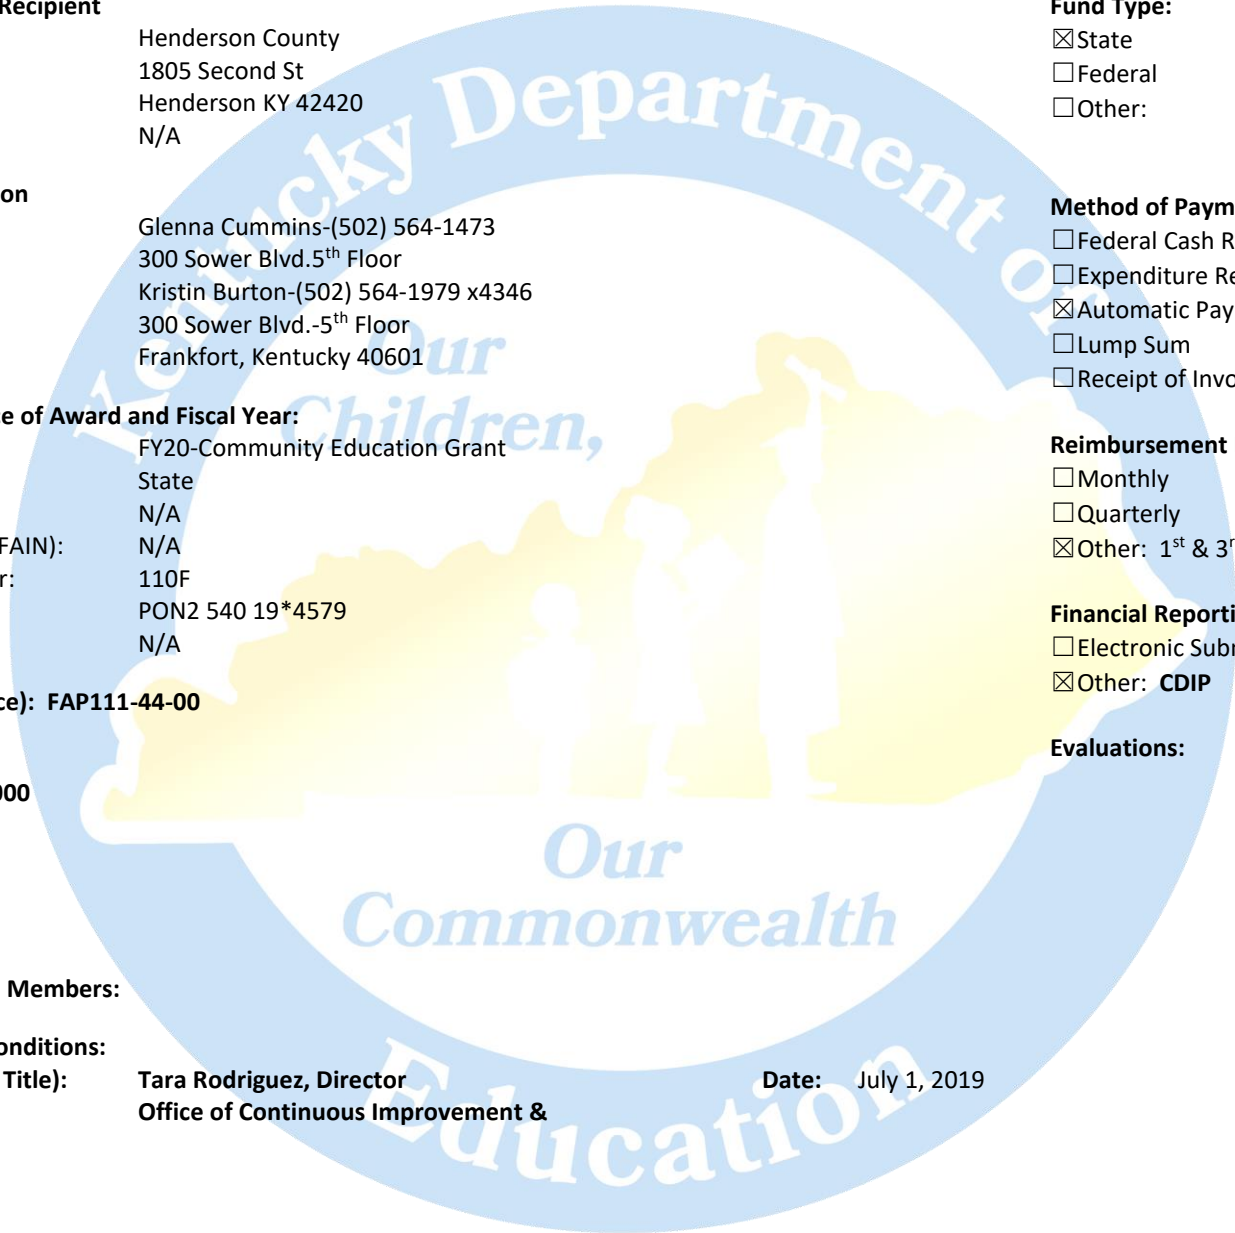 Recipient
Henderson County
1805 Second St
Henderson KY 42420
N/A
on
Glenna Cummins-(502) 564-1473
300 Sower Blvd.5th Floor
Kristin Burton-(502) 564-1979 x4346
300 Sower Blvd.-5th Floor
Frankfort, Kentucky 40601
ce of Award and Fiscal Year:
FY20-Community Education Grant
State
N/A
FAIN): N/A
r: 110F
PON2 540 19*4579
N/A
ce): FAP111-44-00
000
Members:
onditions:
Title): Tara Rodriguez, Director Date: July 1, 2019
Office of Continuous Improvement &
Fund Type:
☒State
☐Federal
☐Other:
Method of Paym
☐Federal Cash R
☐Expenditure Re
☒Automatic Pay
☐Lump Sum
☐Receipt of Invo
Reimbursement
☐Monthly
☐Quarterly
☒Other: 1st & 3r
Financial Reporti
☐Electronic Subr
☒Other: CDIP
Evaluations:
Kentucky Department of
Education
Our
Children,
Our
Commonwealth